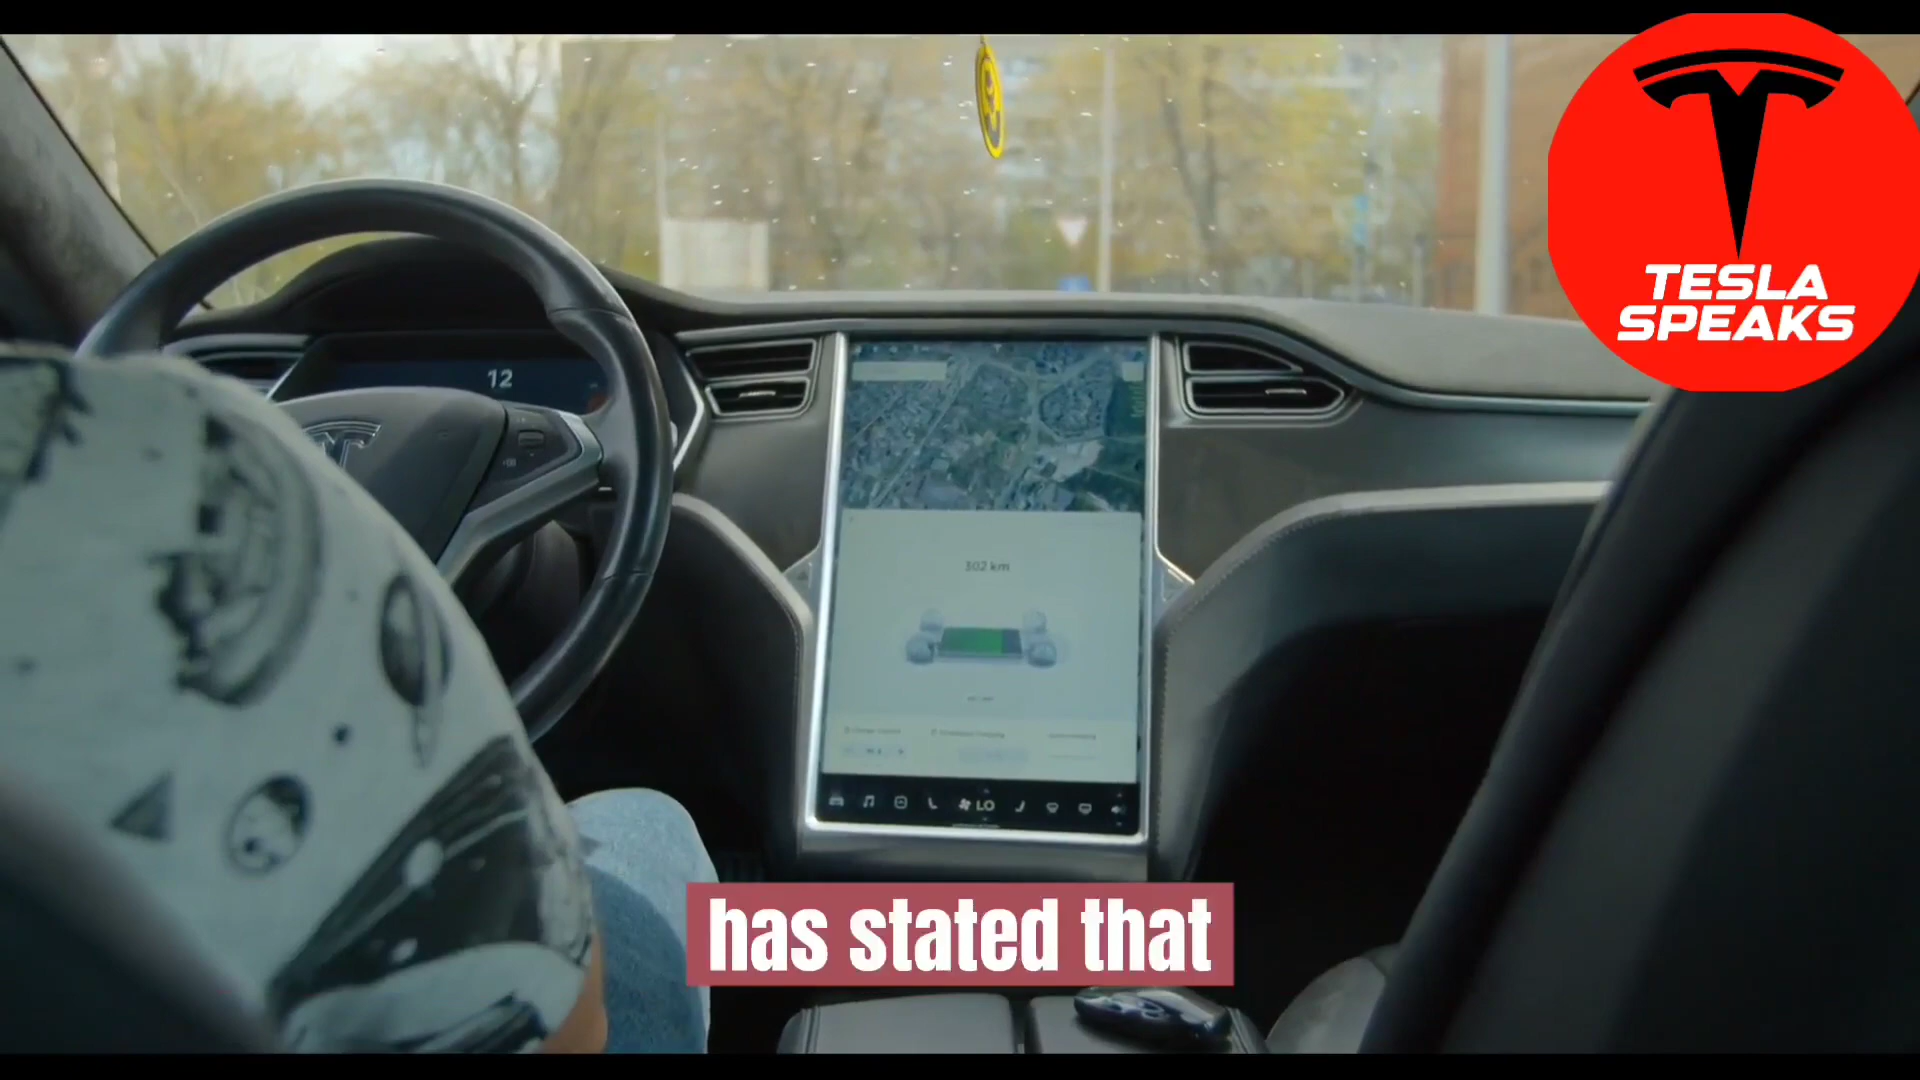 TESLA
SPEAKS
12
302 km
LO
has stated that